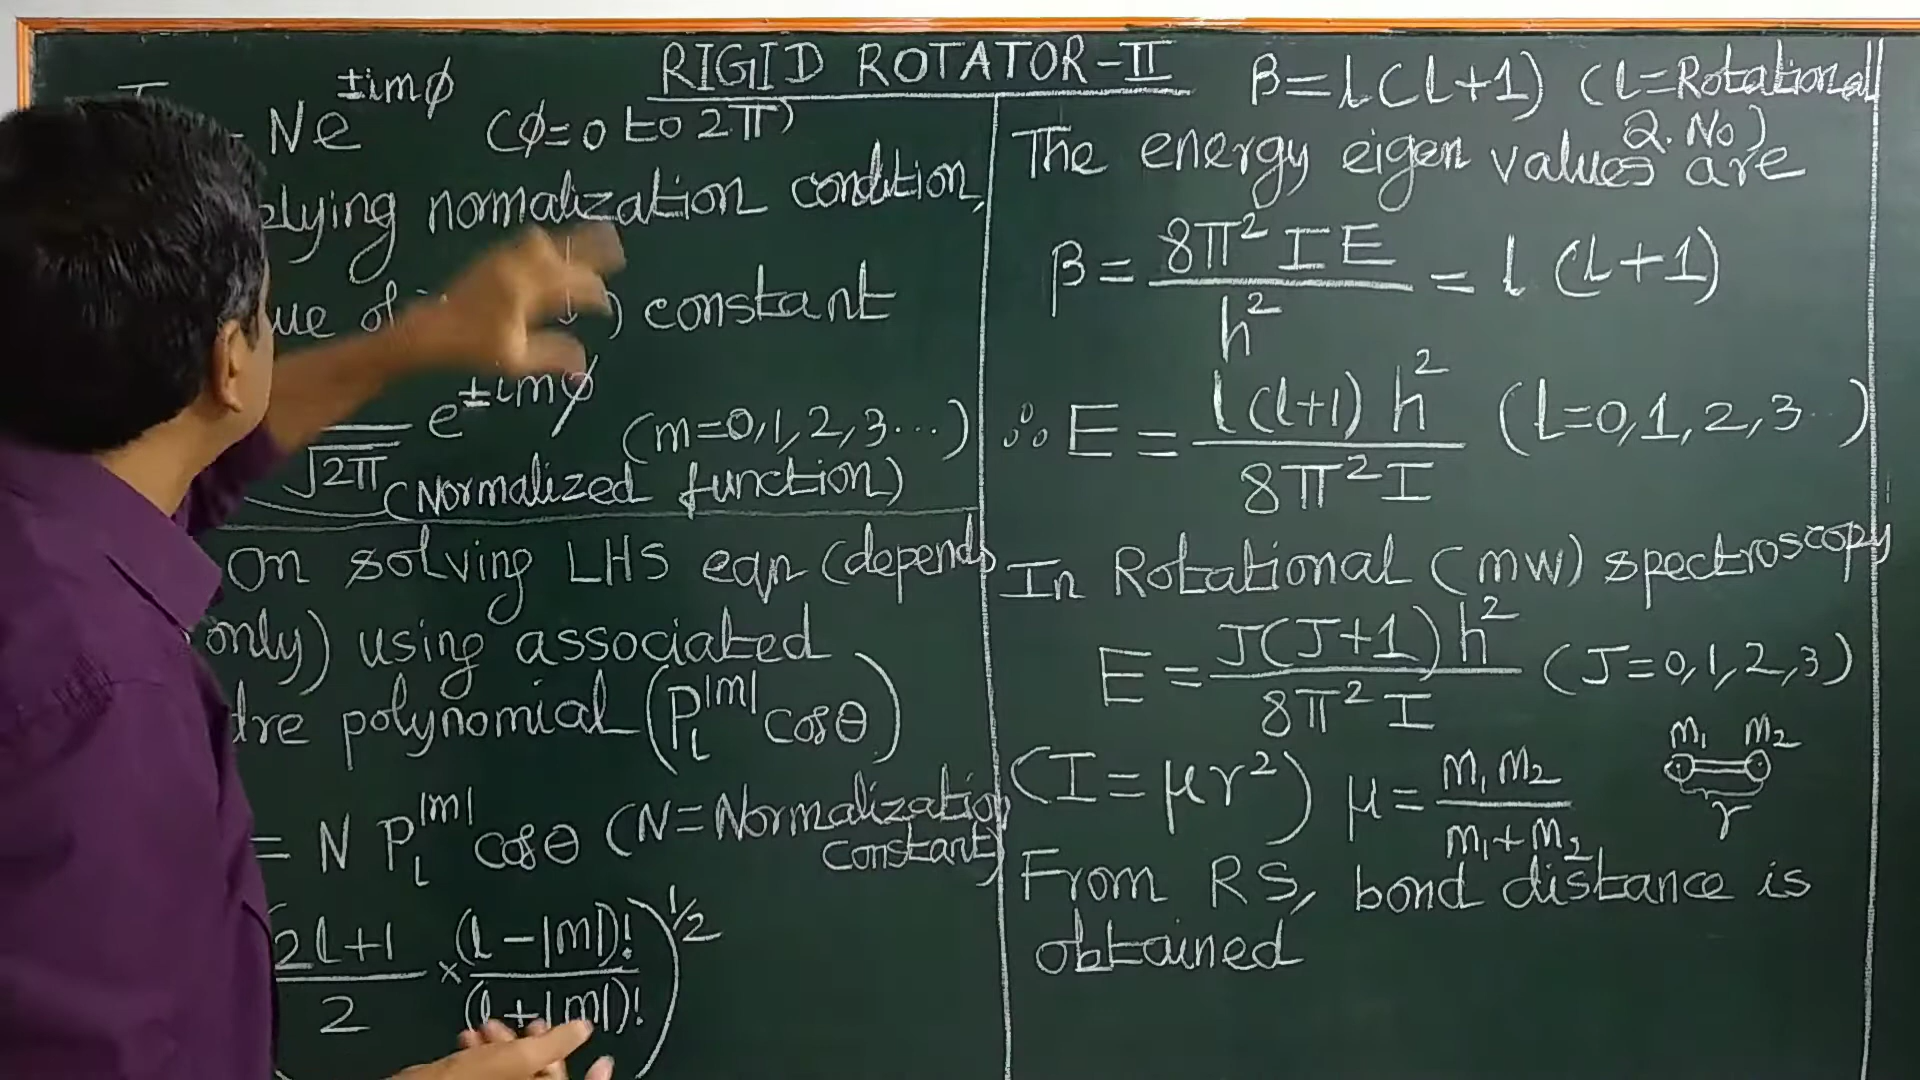 RIGID ROTATOR-II
Ne^±imφ (φ=0 to 2π)
normalization condition,
constant
e^±imφ (m=0,1,2,3...)
√2π (Normalized function)
On solving LHS eqn (depends
only) using associated
polynomial (P_l^|m| cosθ)
= N P_l^|m| cosθ (N=Normalization
constant)
2l+1/2 × (l-|m|)!/(l+|m|)!)^1/2
β=l(l+1) (l=Rotational
Q.No)
The energy eigen values are
β = 8π²IE/h² = l(l+1)
∴ E = l(l+1)h²/8π²I (l=0,1,2,3..)
In Rotational (mw) spectroscopy
E = J(J+1)h²/8π²I (J=0,1,2,3)
m₁ m₂
(I=μr²) μ = m₁m₂/m₁+m₂
r
From RS, bond distance is
obtained